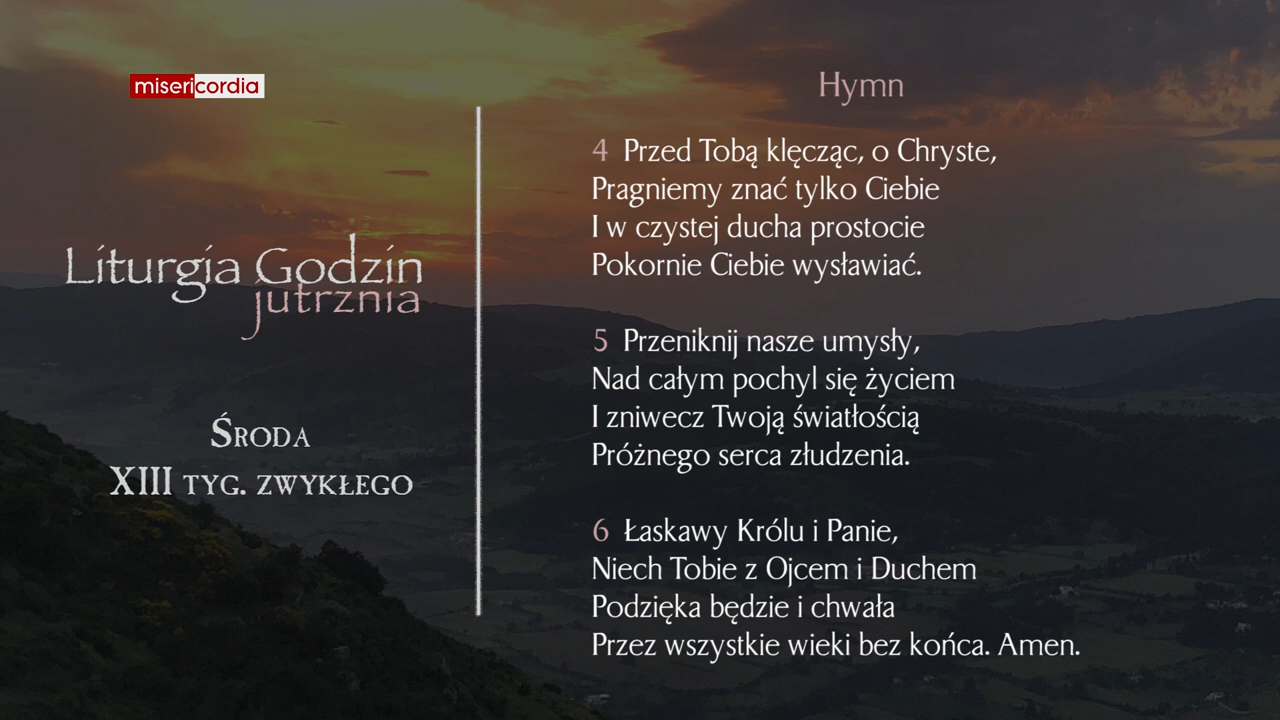 misericordia
Liturgia Godzin
jutrznia
Środa
XIII tyg. zwykłego
Hymn
4 Przed Tobą klęcząc, o Chryste,
Pragniemy znać tylko Ciebie
I w czystej ducha prostocie
Pokornie Ciebie wysławiać.
5 Przeniknij nasze umysły,
Nad całym pochyl się życiem
I zniwecz Twoją światłością
Próżnego serca złudzenia.
6 Łaskawy Królu i Panie,
Niech Tobie z Ojcem i Duchem
Podzięka będzie i chwała
Przez wszystkie wieki bez końca. Amen.